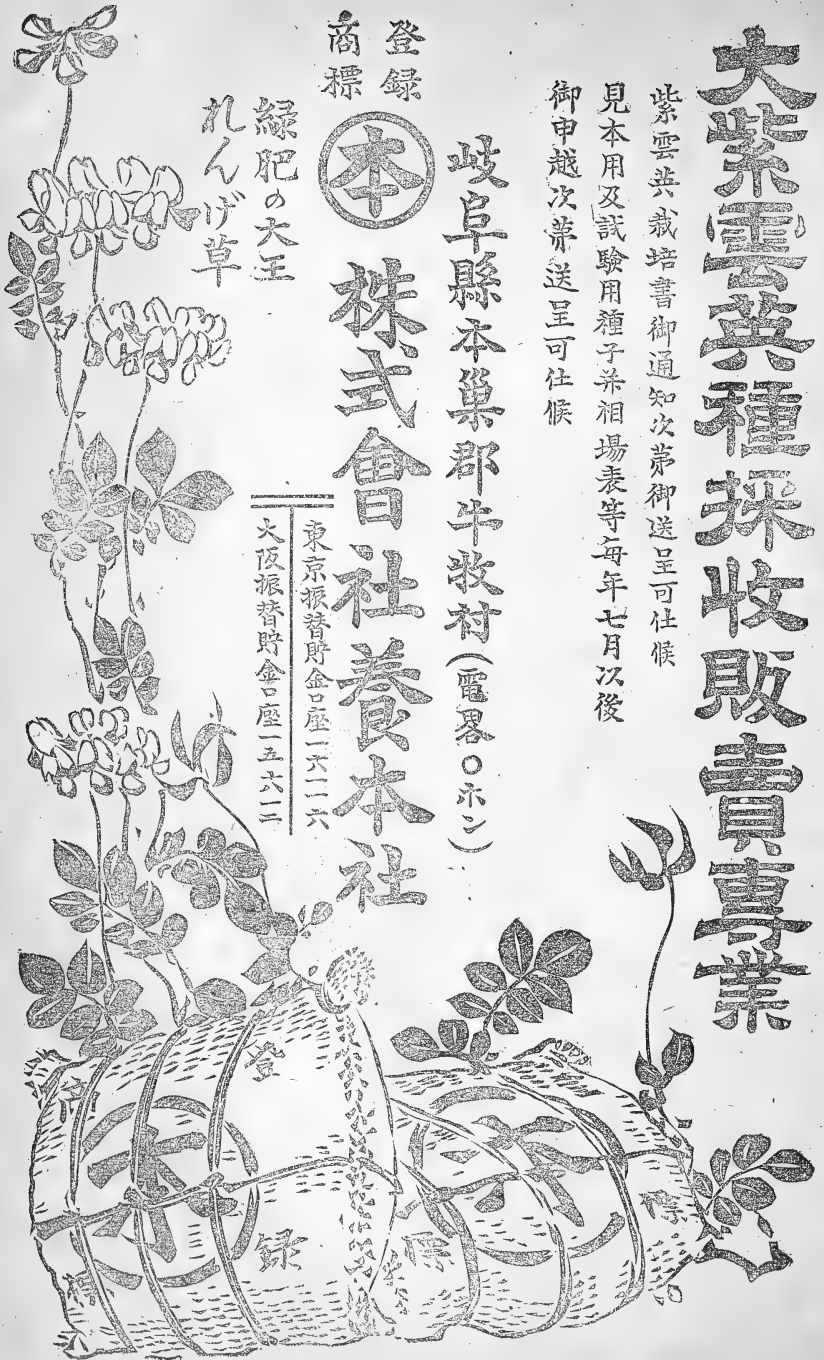 大紫雲英種採收販賣專業
紫雲英栽培書御通知次第御送呈可仕候
見本用及試驗用種子并相場表等每年七月次後
御申越次第送呈可仕候
岐阜縣本巢郡牛牧村(電畧〇ホン)
登録
商標
本
株式會社養本社
東京振替貯金口座一六一一六
大阪振替貯金口座一五六一二
緑肥の大王
れんげ草
登
録
本